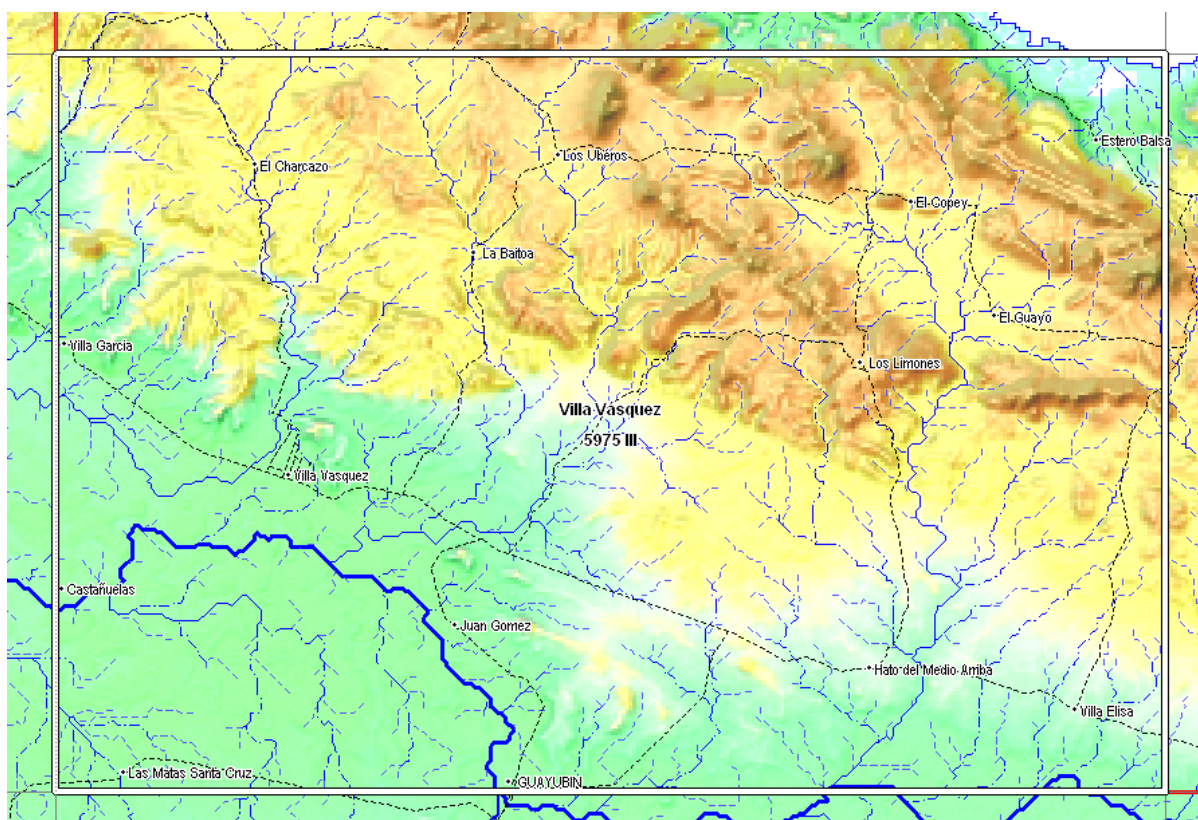 Estero Balsa
Los Uberos
El Charcazo
El Copey
La Baitoa
El Guayo
Villa Garcia
Los Limones
Villa Vasquez
5975 III
Villa Vasquez
Castañuelas
Juan Gomez
Hato del Medio Arriba
Villa Elisa
Las Matas Santa Cruz
GUAYUBIN